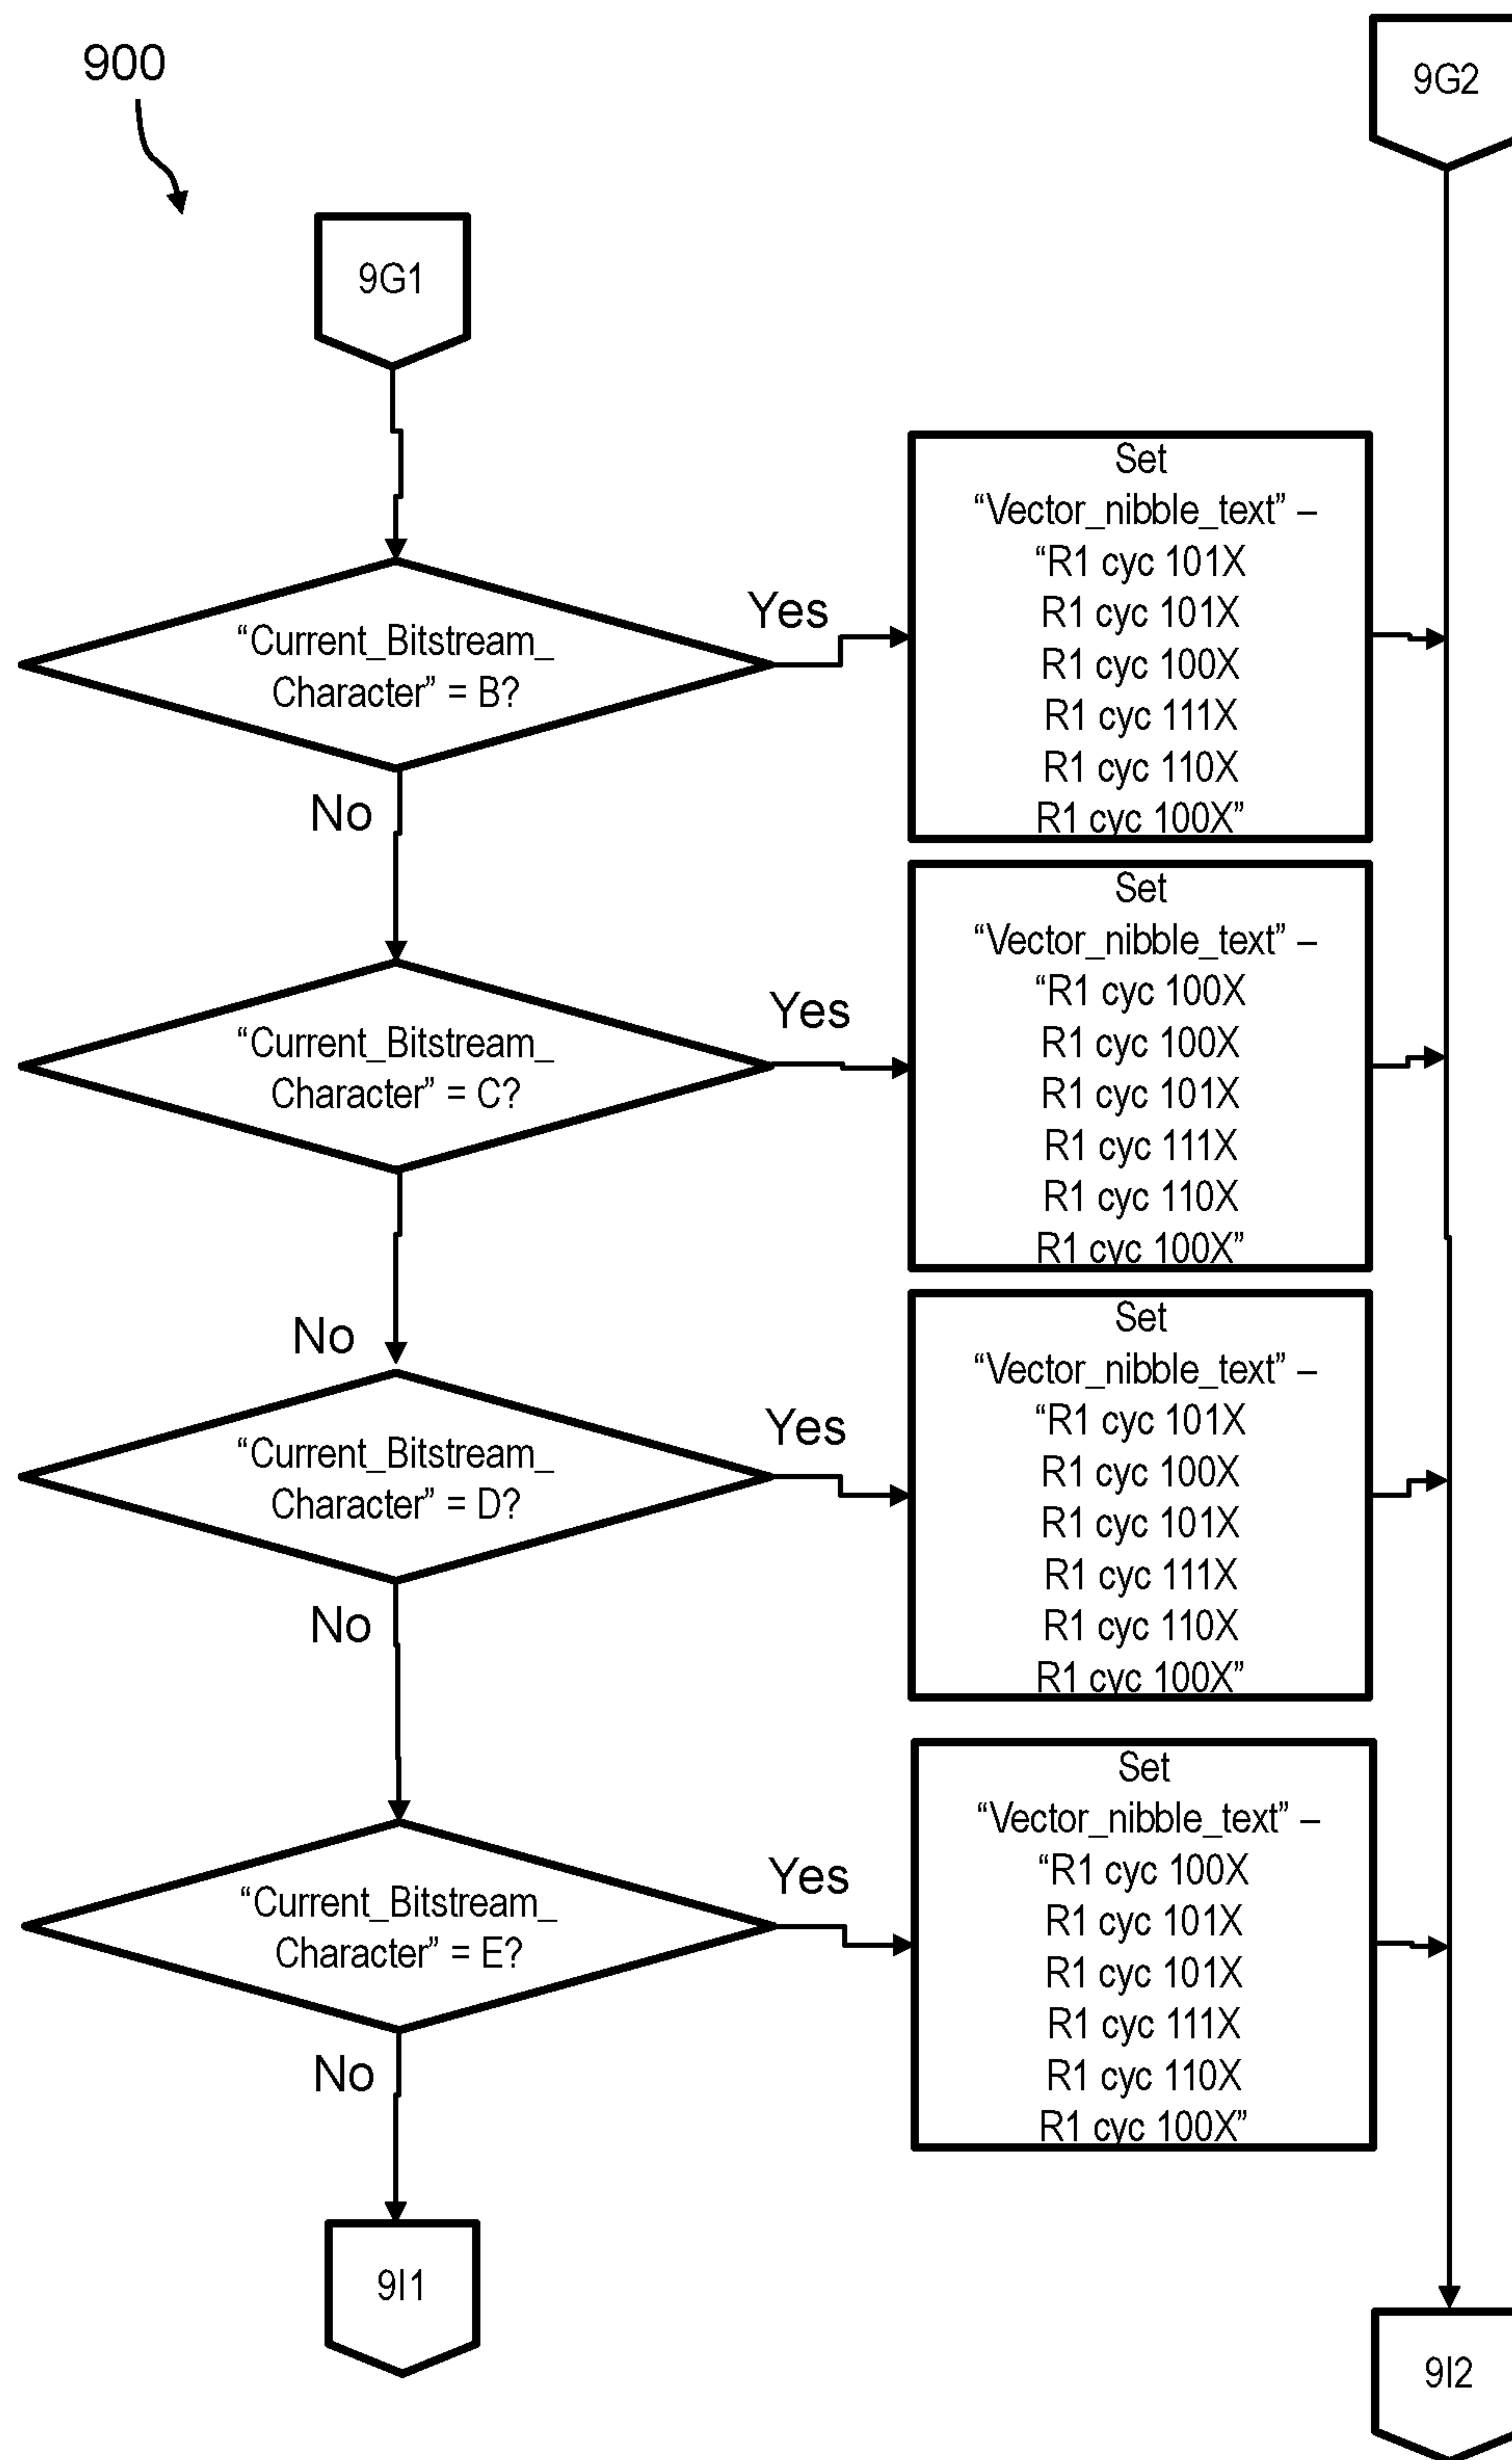 900
9G2
9G1
“Current_Bitstream_
Character” = B?
Yes
Set
“Vector_nibble_text” –
“R1 cyc 101X
R1 cyc 101X
R1 cyc 100X
R1 cyc 111X
R1 cyc 110X
R1 cyc 100X”
No
“Current_Bitstream_
Character” = C?
Yes
Set
“Vector_nibble_text” –
“R1 cyc 100X
R1 cyc 100X
R1 cyc 101X
R1 cyc 111X
R1 cyc 110X
R1 cyc 100X”
No
“Current_Bitstream_
Character” = D?
Yes
Set
“Vector_nibble_text” –
“R1 cyc 101X
R1 cyc 100X
R1 cyc 101X
R1 cyc 111X
R1 cyc 110X
R1 cyc 100X”
No
“Current_Bitstream_
Character” = E?
Yes
Set
“Vector_nibble_text” –
“R1 cyc 100X
R1 cyc 101X
R1 cyc 101X
R1 cyc 111X
R1 cyc 110X
R1 cyc 100X”
No
9I1
9I2